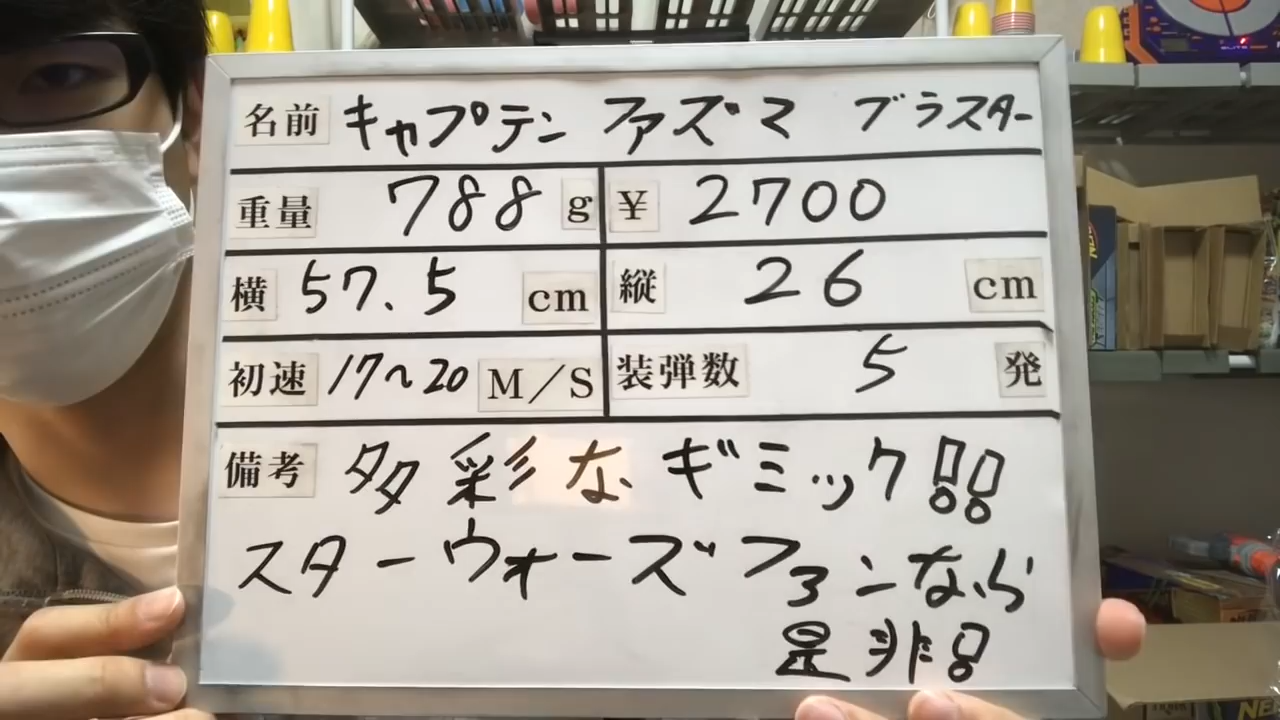 名前 キャプテン ファズマ ブラスター
重量 788 g ¥ 2700
横 57.5 cm 縦 26 cm
初速 17~20 M/S 装弾数 5 発
備考 多彩なギミック!!
スターウォーズファンなら
是非!
ELITE
NERF
NER